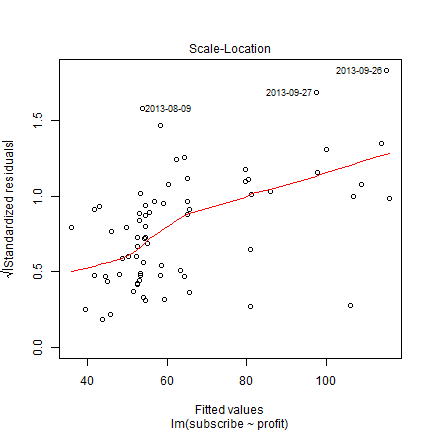 Scale-Location
2013-09-26
2013-09-27
2013-08-09
√|Standardized residuals|
0.0 0.5 1.0 1.5
40 60 80 100
Fitted values
lm(subscribe ~ profit)